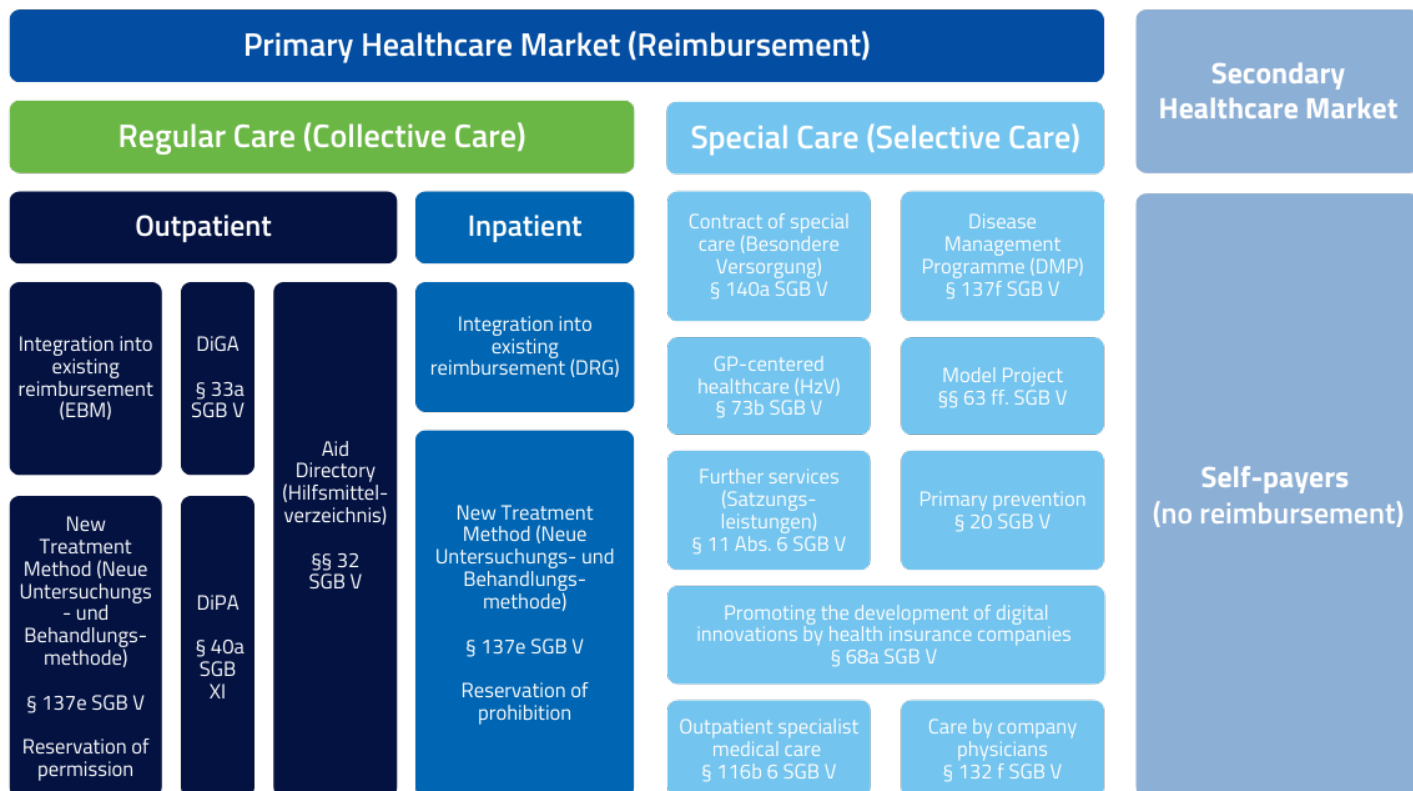 Primary Healthcare Market (Reimbursement)
Secondary
Healthcare Market
Regular Care (Collective Care)
Special Care (Selective Care)
Outpatient
Inpatient
Integration into
existing
reimbursement
(EBM)
DiGA
§ 33a
SGB V
Aid
Directory
(Hilfsmittel-
verzeichnis)
§§ 32
SGB V
New
Treatment
Method (Neue
Untersuchungs
- und
Behandlungs-
methode)
§ 137e SGB V
Reservation of
permission
DiPA
§ 40a
SGB
XI
Integration into
existing
reimbursement (DRG)
New Treatment
Method (Neue
Untersuchungs- und
Behandlungs-
methode)
§ 137e SGB V
Reservation of
prohibition
Contract of special
care (Besondere
Versorgung)
§ 140a SGB V
Disease
Management
Programme (DMP)
§ 137f SGB V
GP-centered
healthcare (HzV)
§ 73b SGB V
Model Project
§§ 63 ff. SGB V
Further services
(Satzungs-
leistungen)
§ 11 Abs. 6 SGB V
Primary prevention
§ 20 SGB V
Promoting the development of digital
innovations by health insurance companies
§ 68a SGB V
Outpatient specialist
medical care
§ 116b 6 SGB V
Care by company
physicians
§ 132 f SGB V
Self-payers
(no reimbursement)